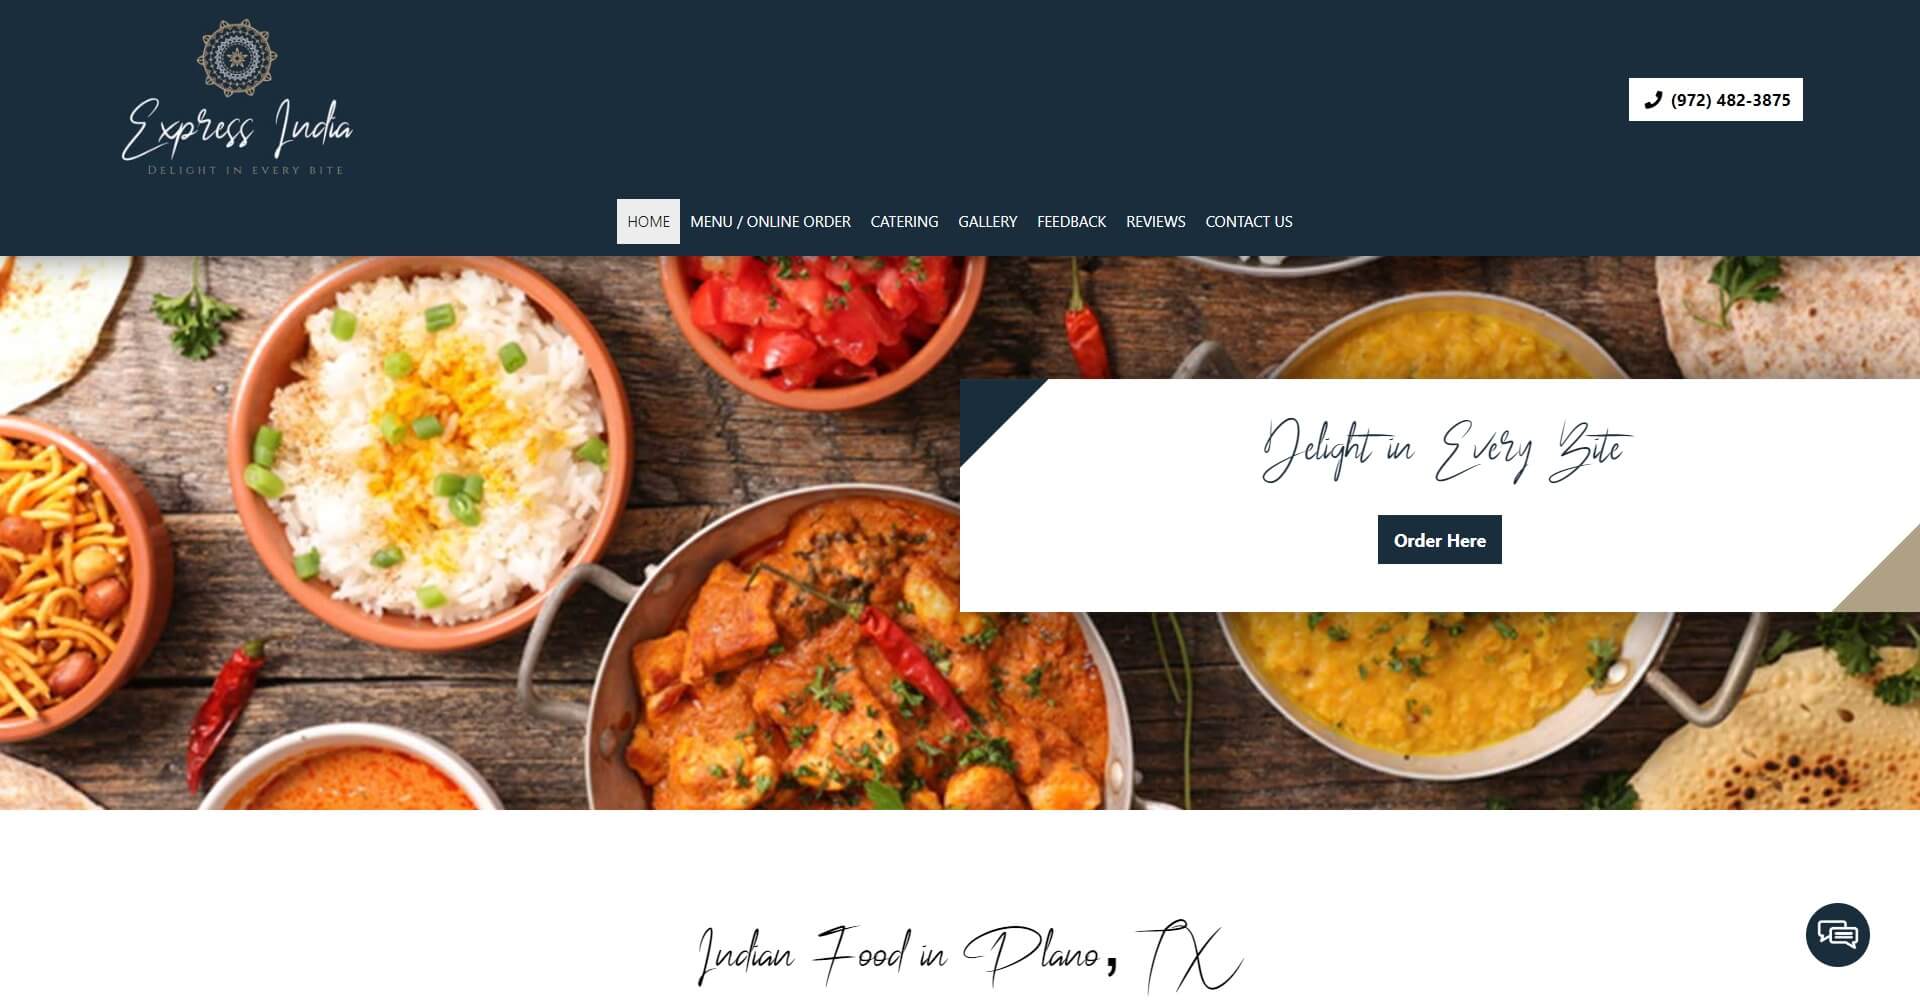 Express India
DELIGHT IN EVERY BITE
(972) 482-3875
HOME MENU / ONLINE ORDER CATERING GALLERY FEEDBACK REVIEWS CONTACT US
Delight in Every Bite
Order Here
Indian Food in Plano, TX